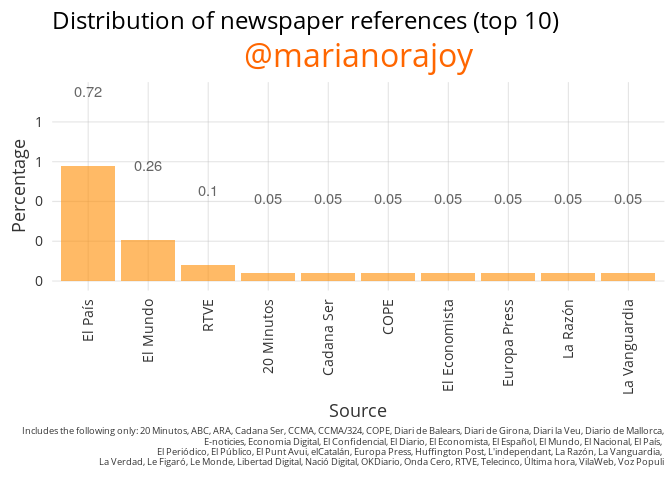 Distribution of newspaper references (top 10)
@marianorajoy
0.72
0.26
0.1
0.05
0.05
0.05
0.05
0.05
0.05
0.05
Percentage
1
1
0
0
0
El País
El Mundo
RTVE
20 Minutos
Cadana Ser
COPE
El Economista
Europa Press
La Razón
La Vanguardia
Source
Includes the following only: 20 Minutos, ABC, ARA, Cadana Ser, CCMA, CCMA/324, COPE, Diari de Balears, Diari de Girona, Diari la Veu, Diario de Mallorca,
E-noticies, Economia Digital, El Confidencial, El Diario, El Economista, El Español, El Mundo, El Nacional, El País,
El Periódico, El Público, El Punt Avui, elCatalán, Europa Press, Huffington Post, L'independant, La Razón, La Vanguardia,
La Verdad, Le Figaró, Le Monde, Libertad Digital, Nació Digital, OKDiario, Onda Cero, RTVE, Telecinco, Última hora, VilaWeb, Voz Populi